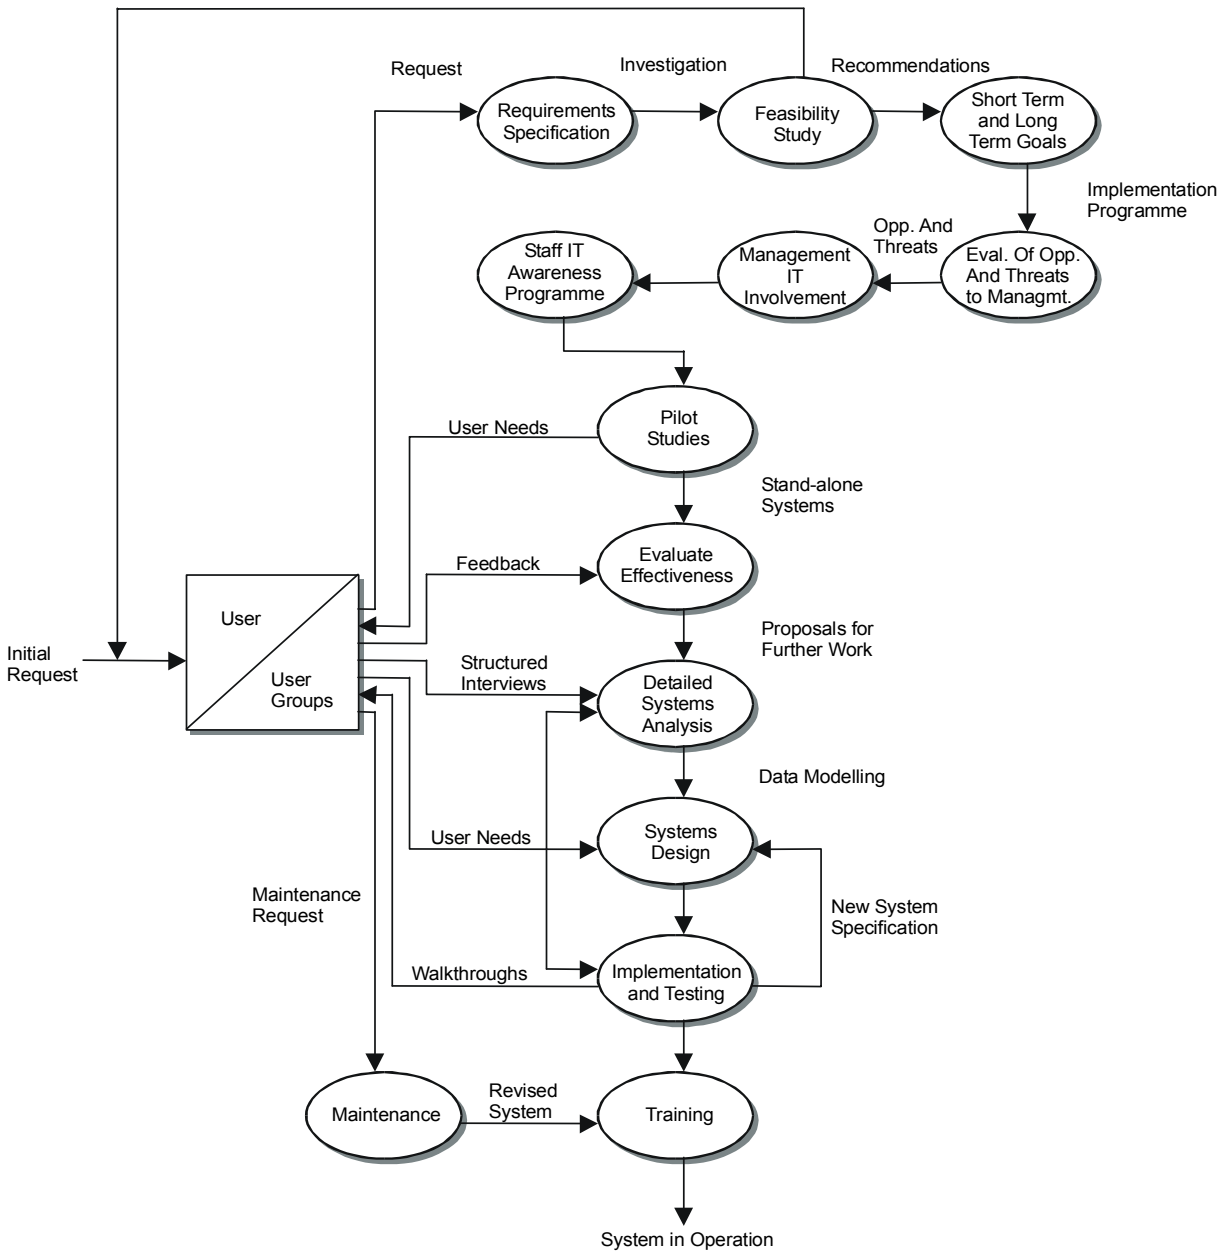 Request
Investigation
Recommendations
Requirements
Specification
Feasibility
Study
Short Term
and Long
Term Goals
Implementation
Programme
Opp. And
Threats
Staff IT
Awareness
Programme
Management
IT
Involvement
Eval. Of Opp.
And Threats
to Managmt.
Pilot
Studies
User Needs
Stand-alone
Systems
Evaluate
Effectiveness
Feedback
User
User
Groups
Initial
Request
Proposals for
Further Work
Structured
Interviews
Detailed
Systems
Analysis
Data Modelling
Systems
Design
User Needs
Maintenance
Request
New System
Specification
Walkthroughs
Implementation
and Testing
Maintenance
Revised
System
Training
System in Operation